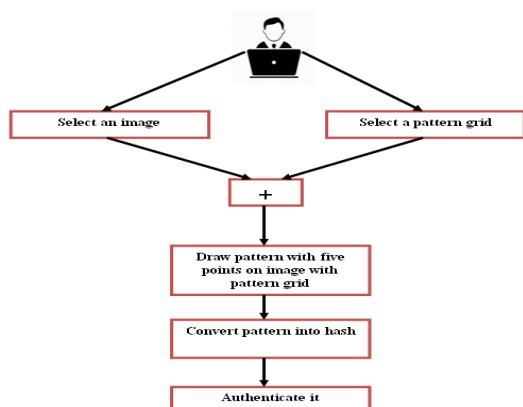 Select an image
Select a pattern grid
+
Draw pattern with five
points on image with
pattern grid
Convert pattern into hash
Authenticate it